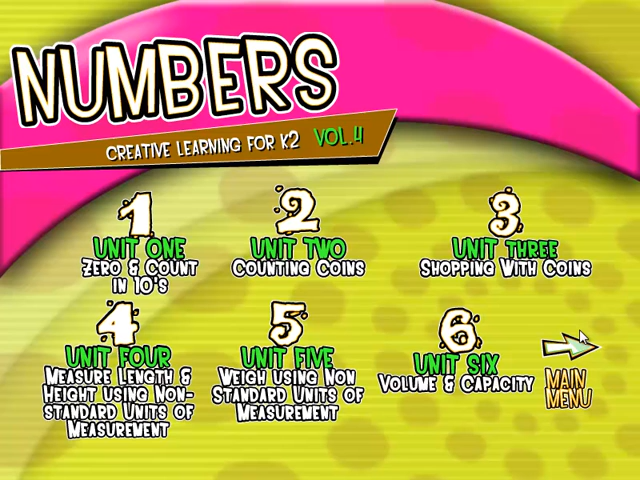 NUMBERS
CREATIVE LEARNING FOR K2 VOL.4
1
UNIT ONE
ZERO & COUNT
IN 10'S
2
UNIT TWO
COUNTING COINS
3
UNIT THREE
SHOPPING WITH COINS
4
UNIT FOUR
MEASURE LENGTH &
HEIGHT USING NON-
STANDARD UNITS OF
MEASUREMENT
5
UNIT FIVE
WEIGH USING NON
STANDARD UNITS OF
MEASUREMENT
6
UNIT SIX
VOLUME & CAPACITY
MAIN
MENU